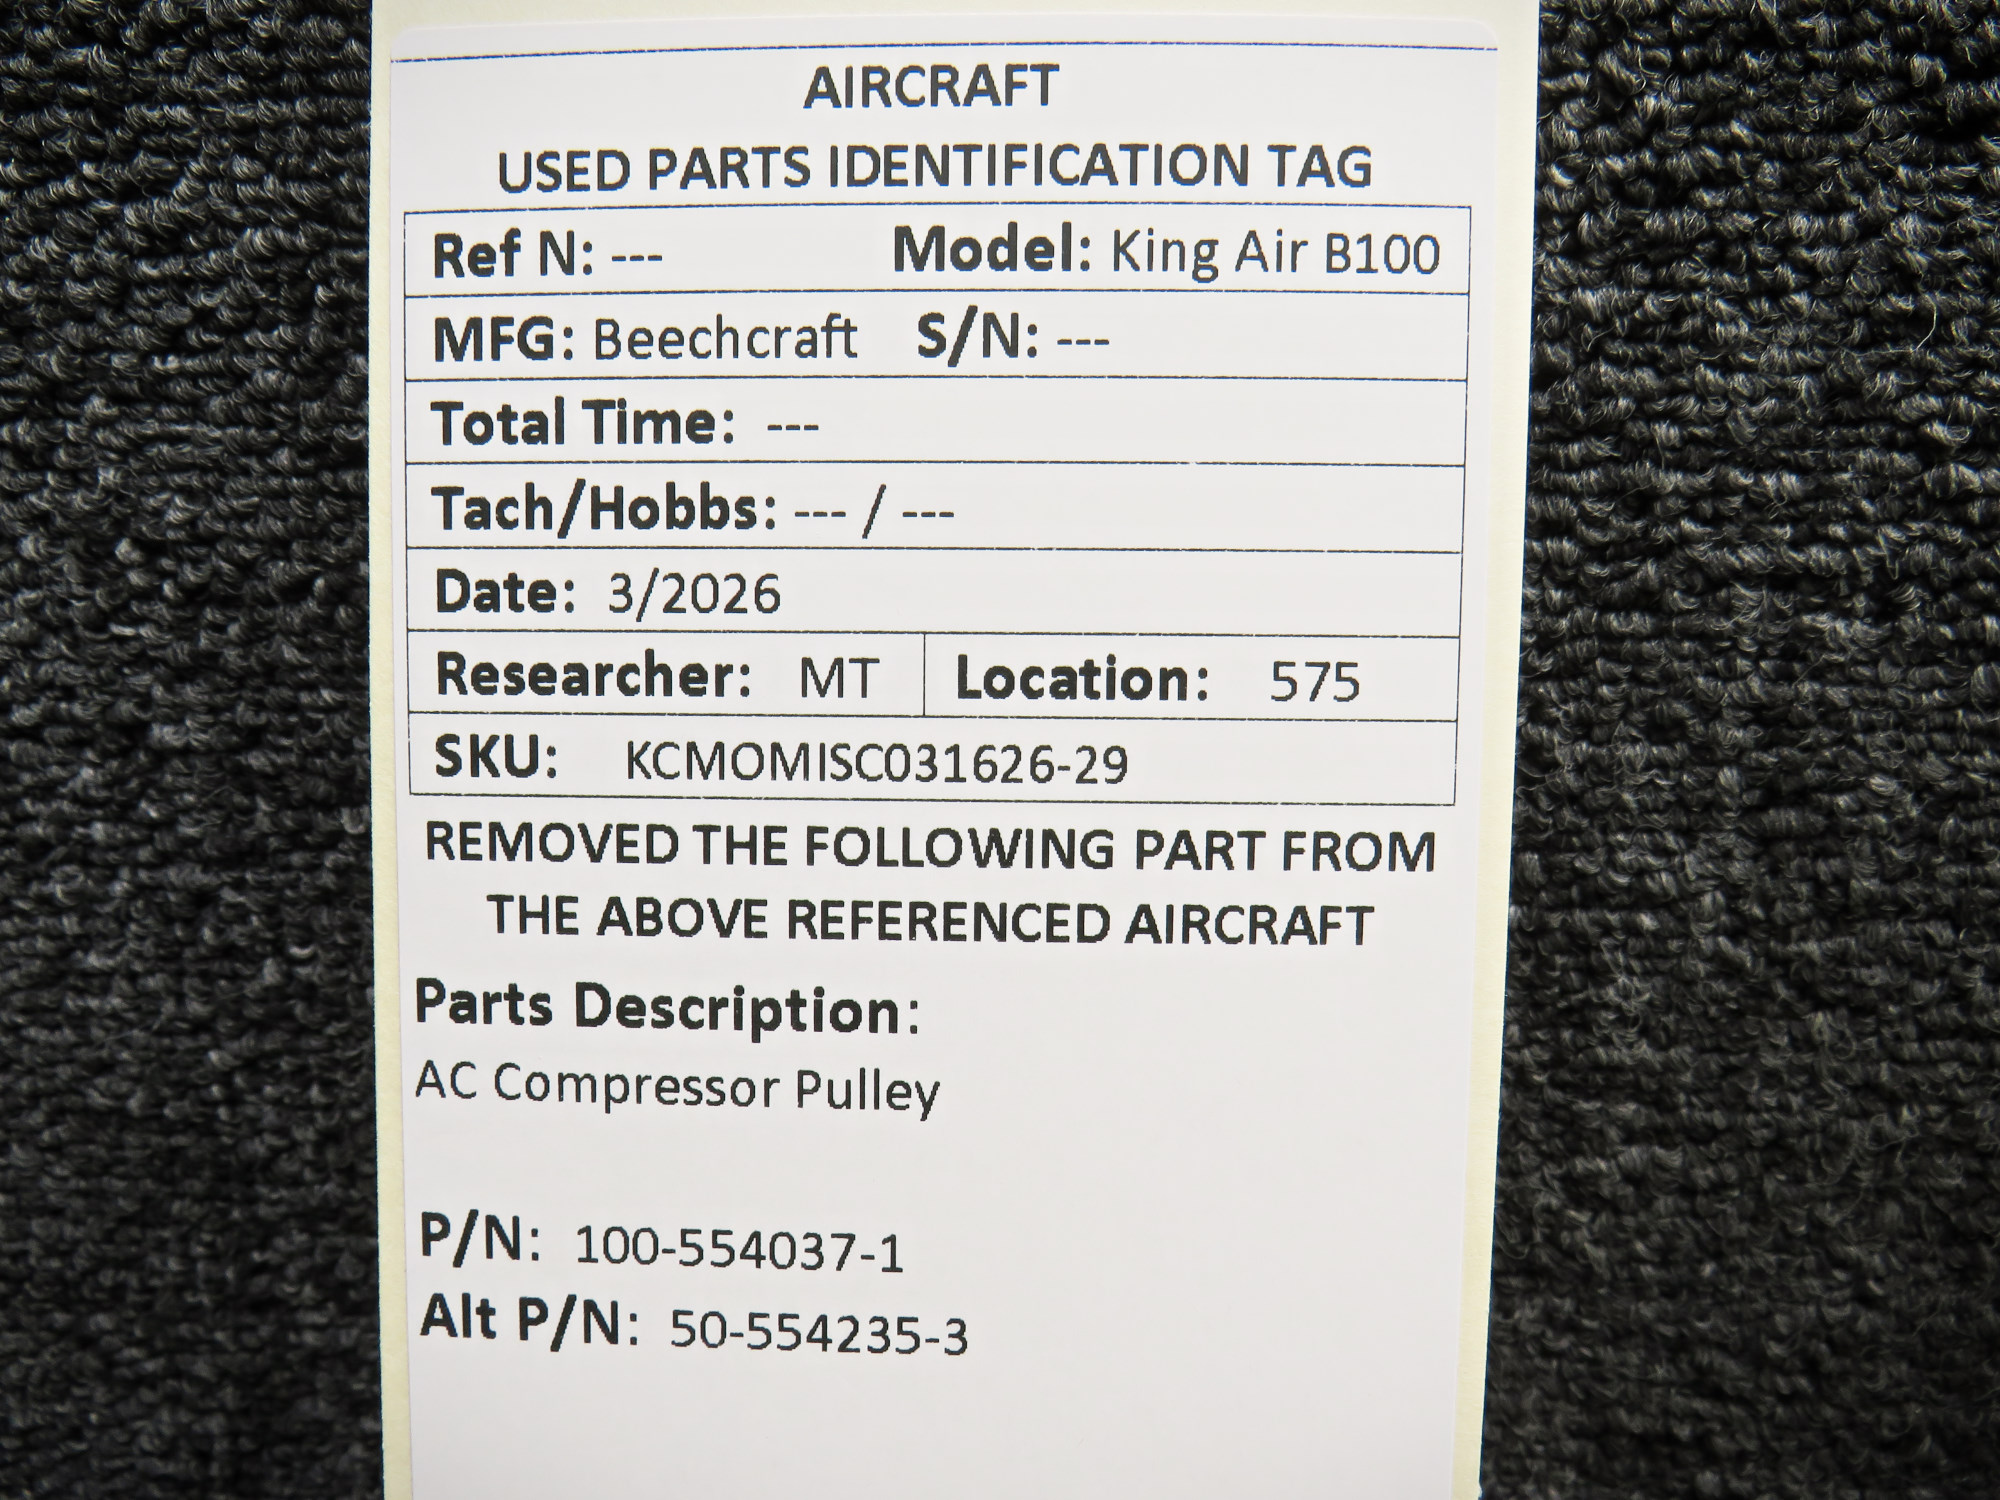 AIRCRAFT
USED PARTS IDENTIFICATION TAG
Ref N: --- Model: King Air B100
MFG: Beechcraft S/N: ---
Total Time: ---
Tach/Hobbs: --- / ---
Date: 3/2026
Researcher: MT Location: 575
SKU: KCMOMISC031626-29
REMOVED THE FOLLOWING PART FROM
THE ABOVE REFERENCED AIRCRAFT
Parts Description:
AC Compressor Pulley
P/N: 100-554037-1
Alt P/N: 50-554235-3